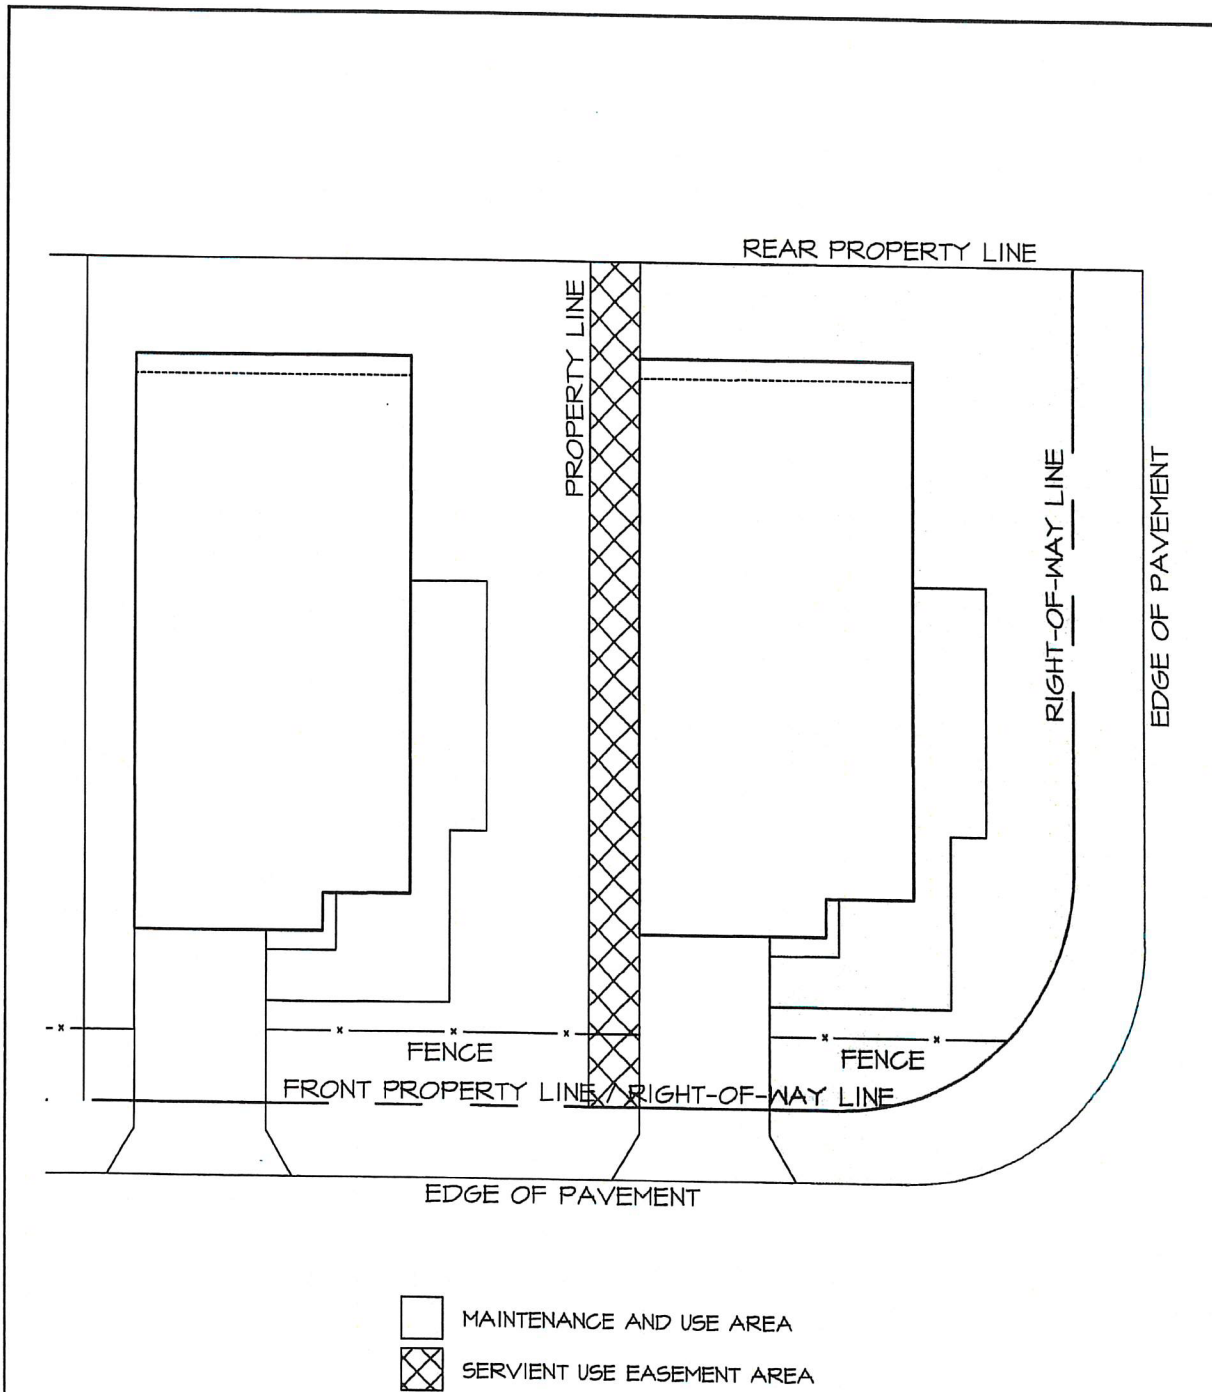 REAR PROPERTY LINE
PROPERTY LINE
RIGHT-OF-WAY LINE
EDGE OF PAVEMENT
FENCE
FENCE
FRONT PROPERTY LINE / RIGHT-OF-WAY LINE
EDGE OF PAVEMENT
MAINTENANCE AND USE AREA
SERVIENT USE EASEMENT AREA